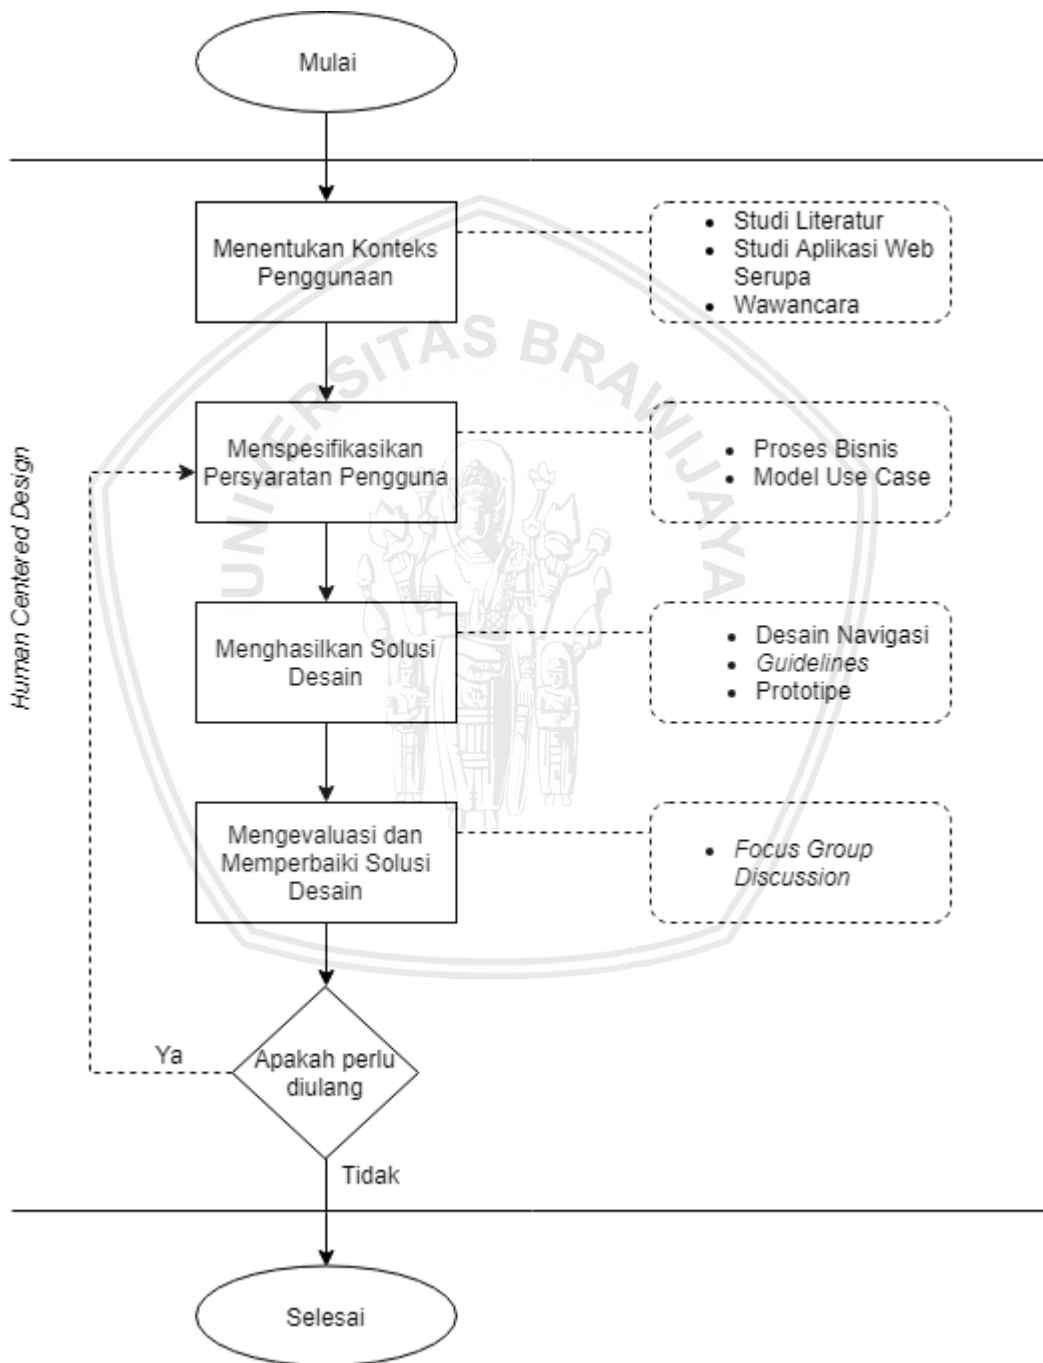 Mulai
Menentukan Konteks
Penggunaan
• Studi Literatur
• Studi Aplikasi Web
Serupa
• Wawancara
UNIVERSITAS BRAWIJAYA
Human Centered Design
Menspesifikasikan
Persyaratan Pengguna
• Proses Bisnis
• Model Use Case
Menghasilkan Solusi
Desain
• Desain Navigasi
• Guidelines
• Prototipe
Mengevaluasi dan
Memperbaiki Solusi
Desain
• Focus Group
Discussion
Ya
Apakah perlu
diulang
Tidak
Selesai